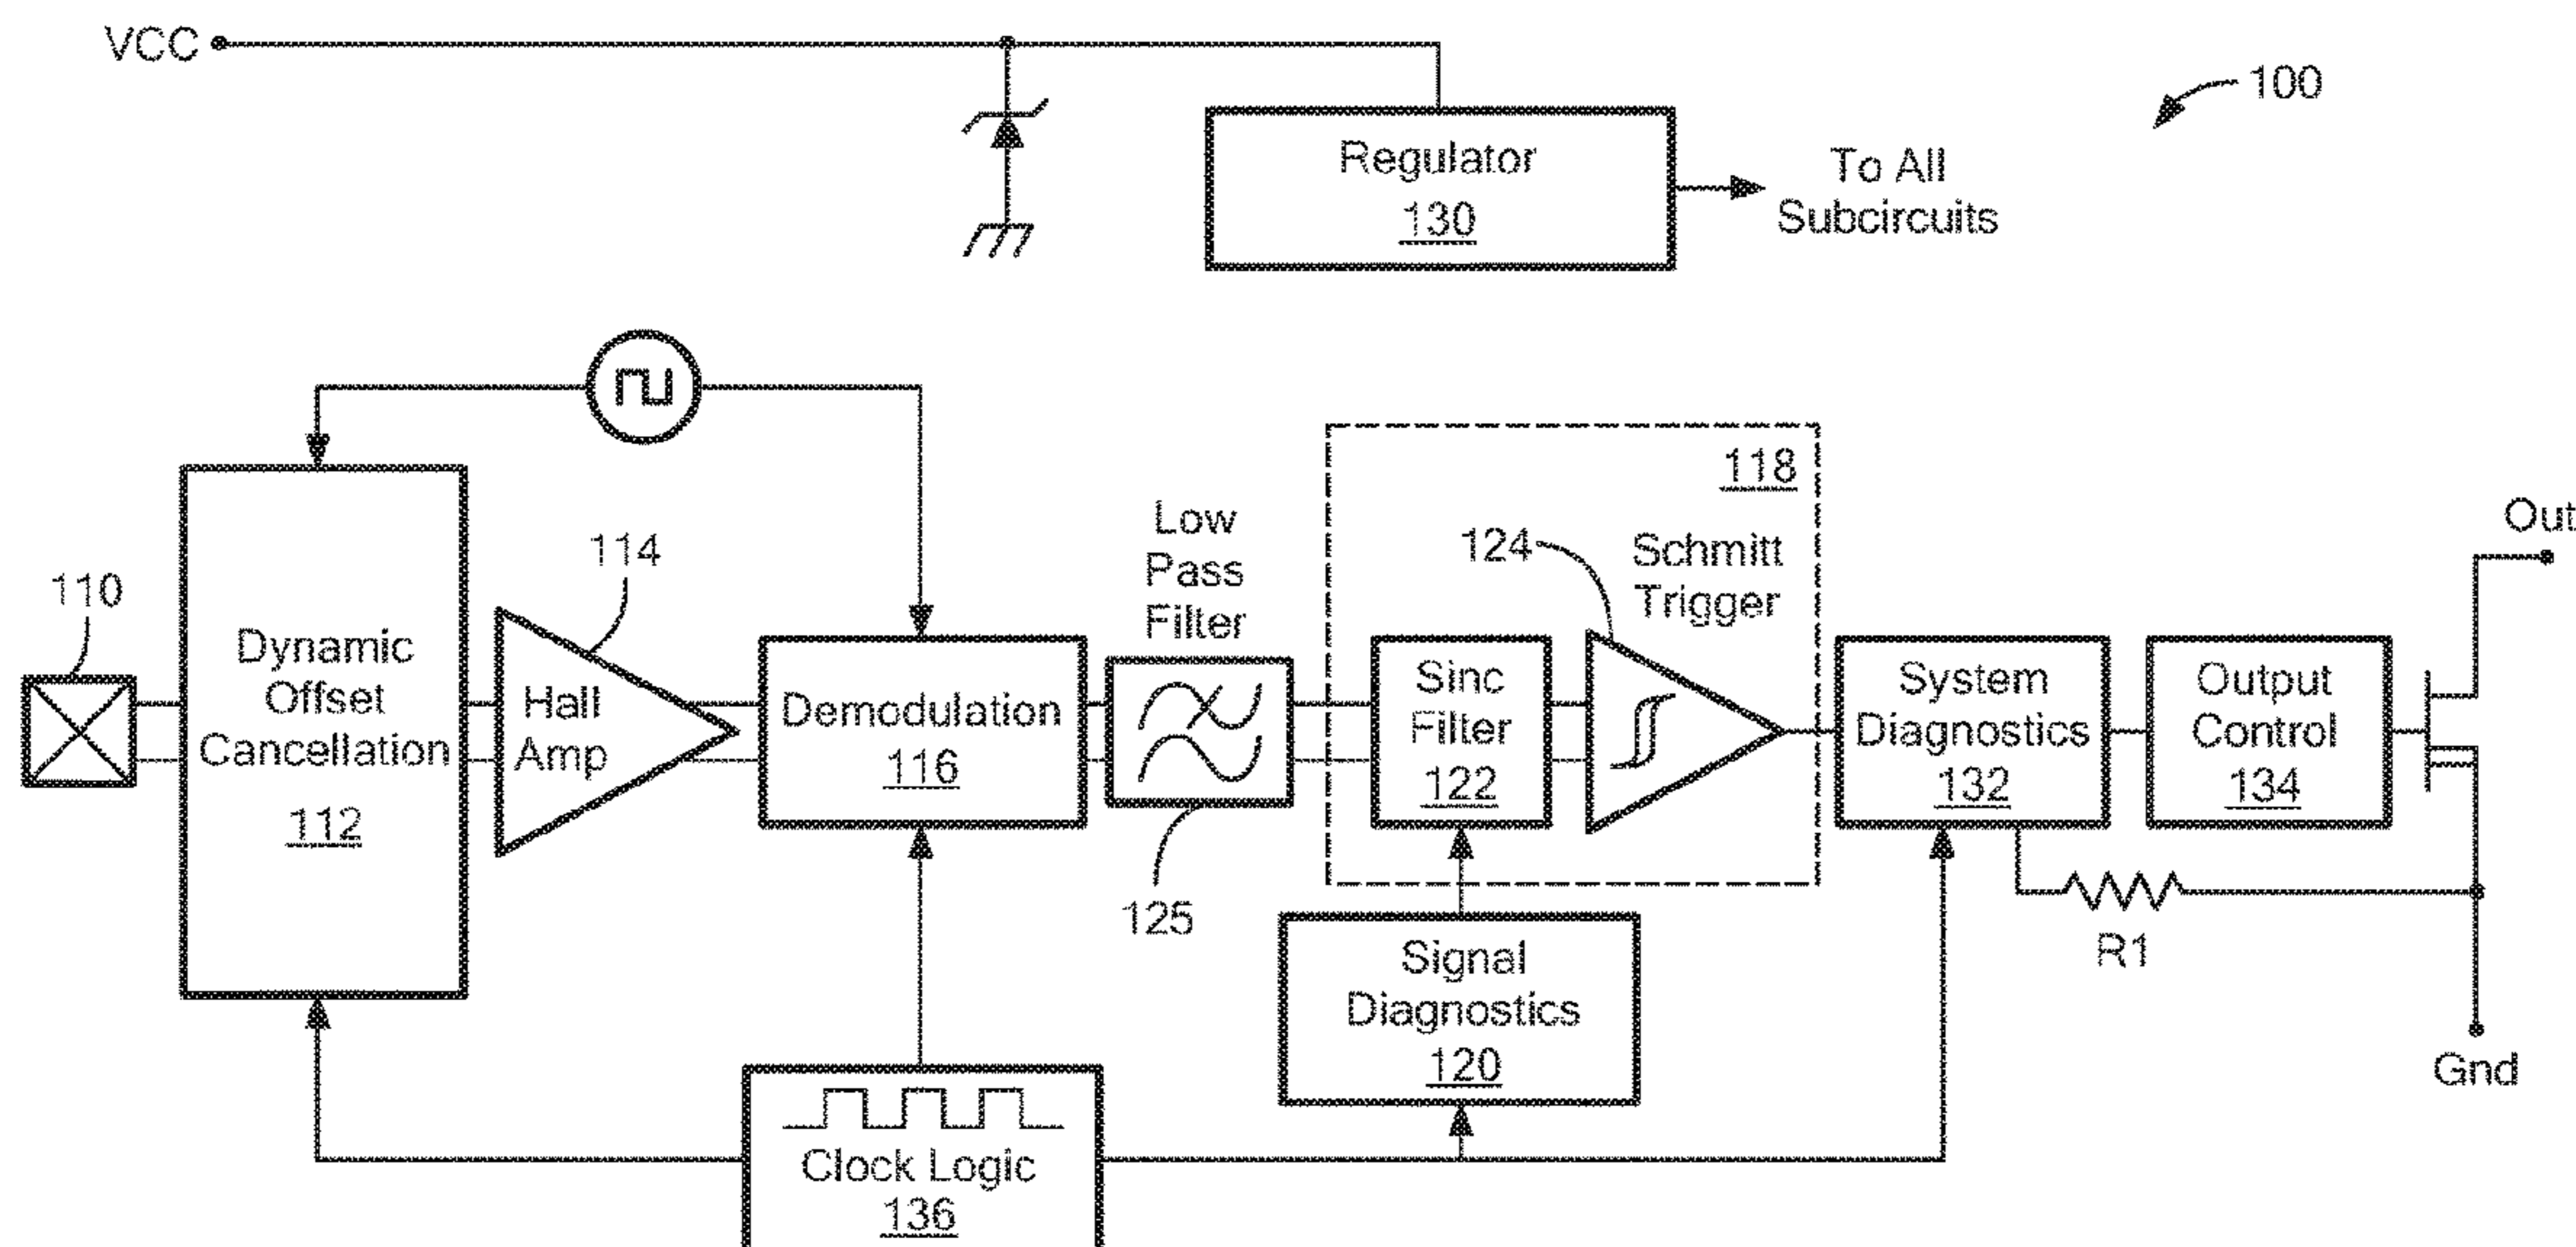 VCC
100
Regulator
130
To All
Subcircuits
110
Dynamic
Offset
Cancellation
112
114
Hall
Amp
Demodulation
116
Low
Pass
Filter
125
118
124
Schmitt
Trigger
Sinc
Filter
122
Signal
Diagnostics
120
System
Diagnostics
132
Output
Control
134
Out
R1
Gnd
Clock Logic
136